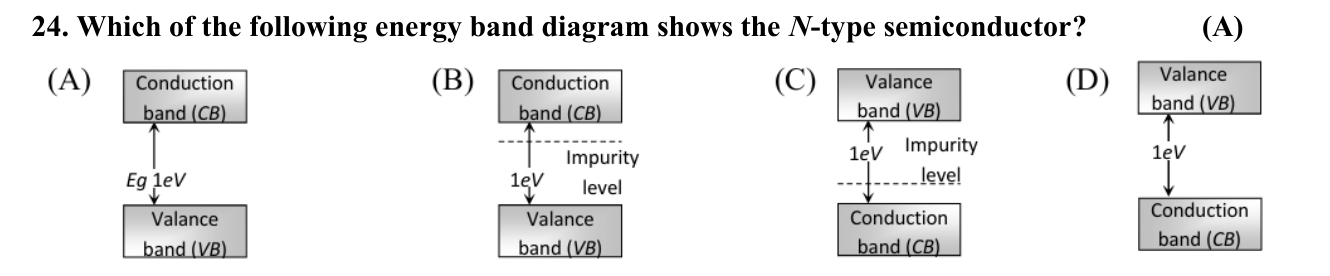 24. Which of the following energy band diagram shows the N-type semiconductor? (A)
(A)
Conduction
band (CB)
Eg 1eV
Valance
band (VB)
(B)
Conduction
band (CB)
Impurity
level
1eV
Valance
band (VB)
(C)
Valance
band (VB)
1eV
Impurity
level
Conduction
band (CB)
(D)
Valance
band (VB)
1eV
Conduction
band (CB)